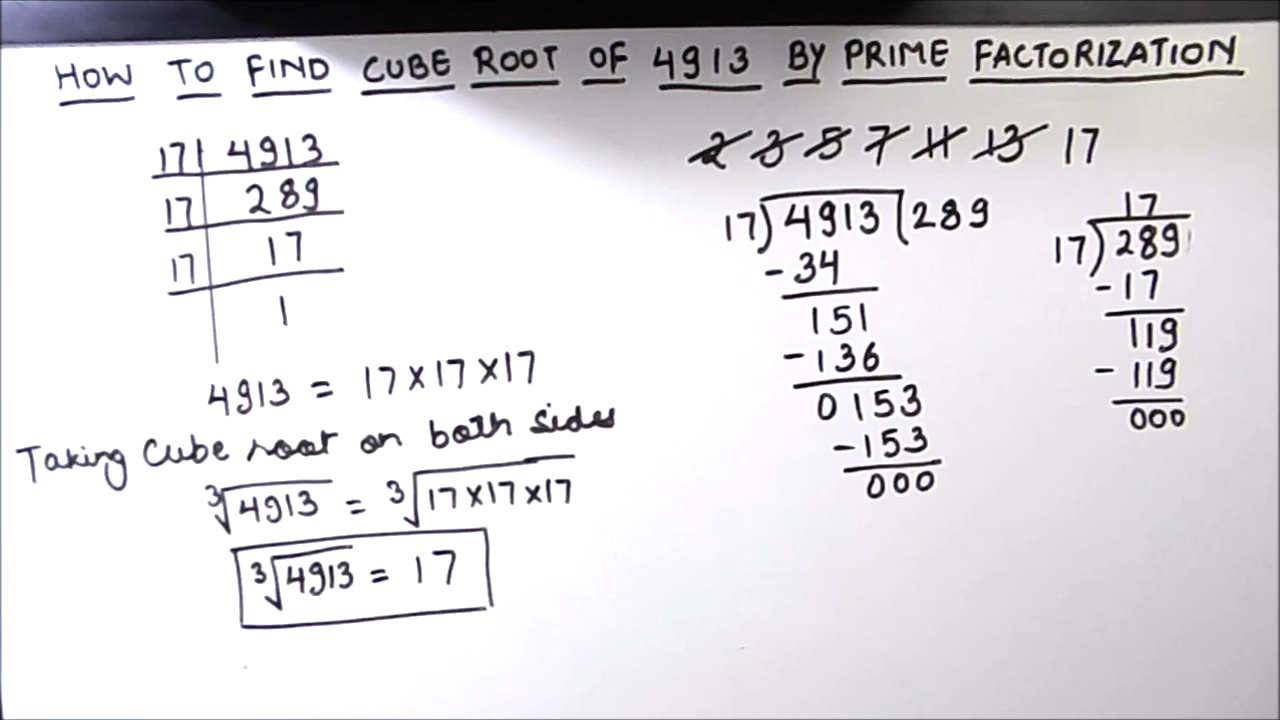 HOW TO FIND CUBE ROOT OF 4913 BY PRIME FACTORIZATION
17 | 4913
17 | 289
17 | 17
1
4913 = 17 × 17 × 17
Taking Cube root on both sides
∛4913 = ∛17 × 17 × 17
∛4913 = 17
2 3 5 7 11 13 17
17) 4913 (289
-34
151
-136
0153
-153
000
17
17) 289
-17
119
- 119
000